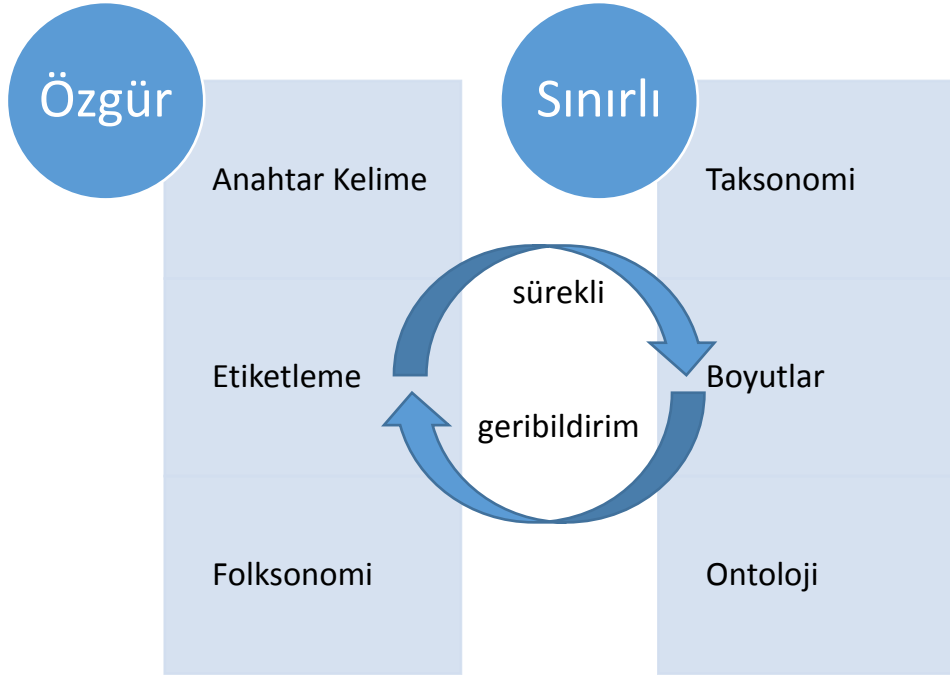 Özgür
Anahtar Kelime
Etiketleme
Folksonomi
sürekli
geribildirim
Sınırlı
Taksonomi
Boyutlar
Ontoloji